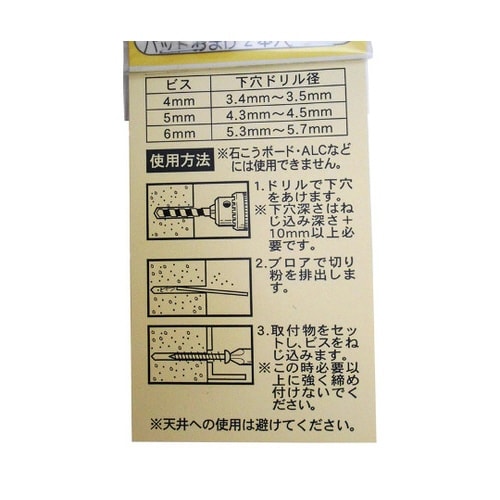 ビス 下穴ドリル径
4mm 3.4mm～3.5mm
5mm 4.3mm～4.5mm
6mm 5.3mm～5.7mm
使用方法
※石こうボード・ALCなど
には使用できません。
1.ドリルで下穴
をあけます。
※下穴深さはね
じ込み深さ＋
10mm以上必
要です。
2.ブロアで切り
粉を排出しま
す。
3.取付物をセッ
トし、ビスをね
じ込みます。
※この時必要以
上に強く締め
付けないでく
ださい。
※天井への使用は避けてください。